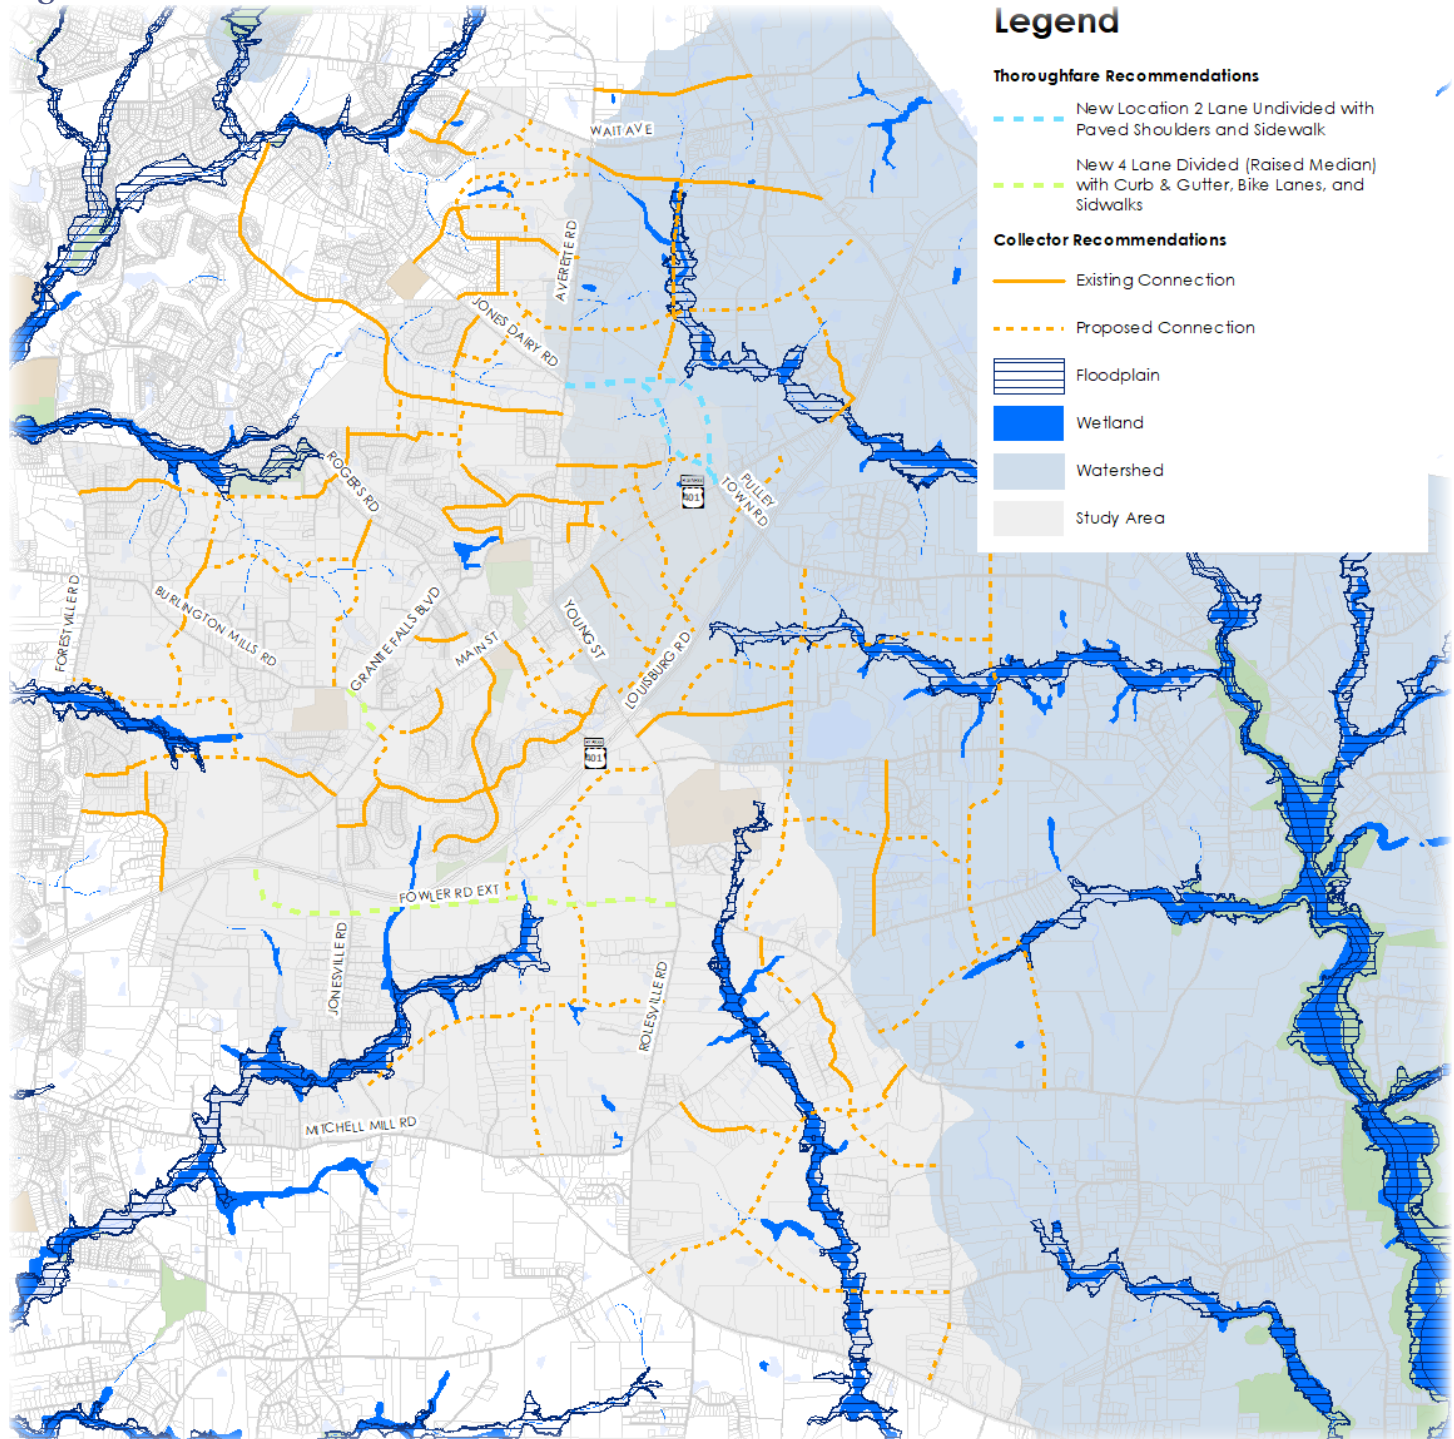 Legend
Thoroughfare Recommendations
New Location 2 Lane Undivided with
Paved Shoulders and Sidewalk
New 4 Lane Divided (Raised Median)
with Curb & Gutter, Bike Lanes, and
Sidwalks
Collector Recommendations
Existing Connection
Proposed Connection
Floodplain
Wetland
Watershed
Study Area
WAIT AVE
AVERETTE RD
JONES DAIRY RD
ROGERS RD
PULLEY
TOWN RD
401
FORESTVILLE RD
BURLINGTON MILLS RD
GRANITE FALLS BLVD
MAIN ST
YOUNG ST
LOUISBURG RD
401
FOWLER RD EXT
JONESVILLE RD
ROLESVILLE RD
MITCHELL MILL RD